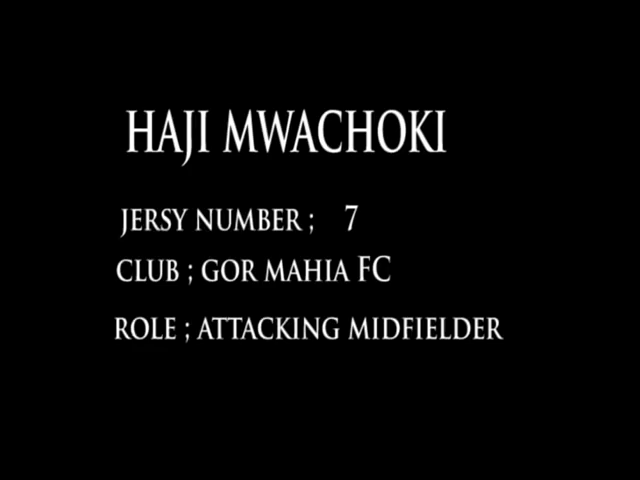 HAJI MWACHOKI
JERSY NUMBER ; 7
CLUB ; GOR MAHIA FC
ROLE ; ATTACKING MIDFIELDER